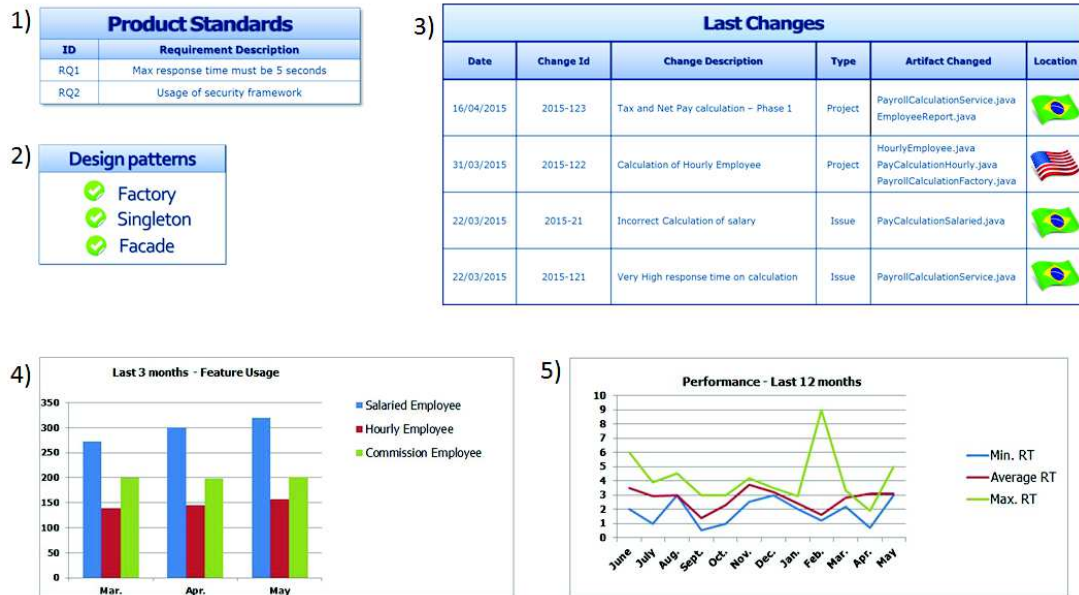 1)
Product Standards
ID Requirement Description
RQ1 Max response time must be 5 seconds
RQ2 Usage of security framework
2)
Design patterns
Factory
Singleton
Facade
3)
Last Changes
Date Change Id Change Description Type Artifact Changed Location
16/04/2015 2015-123 Tax and Net Pay calculation – Phase 1 Project PayrollCalculationService.java
EmployeeReport.java
31/03/2015 2015-122 Calculation of Hourly Employee Project HourlyEmployee.java
PayCalculationHourly.java
PayrollCalculationFactory.java
22/03/2015 2015-21 Incorrect Calculation of salary Issue PayCalculationSalaried.java
22/03/2015 2015-121 Very High response time on calculation Issue PayrollCalculationService.java
4)
Last 3 months - Feature Usage
350
300
250
200
150
100
50
0
Mar. Apr. May
Salaried Employee
Hourly Employee
Commission Employee
5)
Performance - Last 12 months
10
9
8
7
6
5
4
3
2
1
0
June July Aug. Sept. Oct. Nov. Dec. Jan. Feb. Mar. Apr. May
Min. RT
Average RT
Max. RT